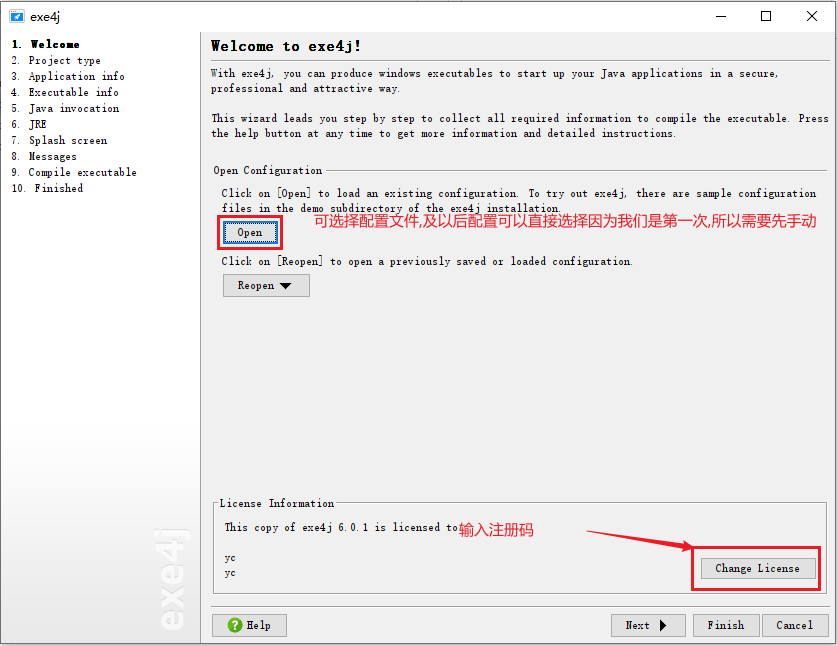 exe4j
1. Welcome
2. Project type
3. Application info
4. Executable info
5. Java invocation
6. JRE
7. Splash screen
8. Messages
9. Compile executable
10. Finished
exe4j
Welcome to exe4j!
With exe4j, you can produce windows executables to start up your Java applications in a secure,
professional and attractive way.
This wizard leads you step by step to collect all required information to compile the executable. Press
the help button at any time to get more information and detailed instructions.
Open Configuration
Click on [Open] to load an existing configuration. To try out exe4j, there are sample configuration
files in the demo subdirectory of the exe4j installation.
可选择配置文件,及以后配置可以直接选择因为我们是第一次,所以需要先手动
Open
Click on [Reopen] to open a previously saved or loaded configuration.
Reopen
License Information
This copy of exe4j 6.0.1 is licensed to
输入注册码
yc
yc
Change License
Help
Next
Finish
Cancel